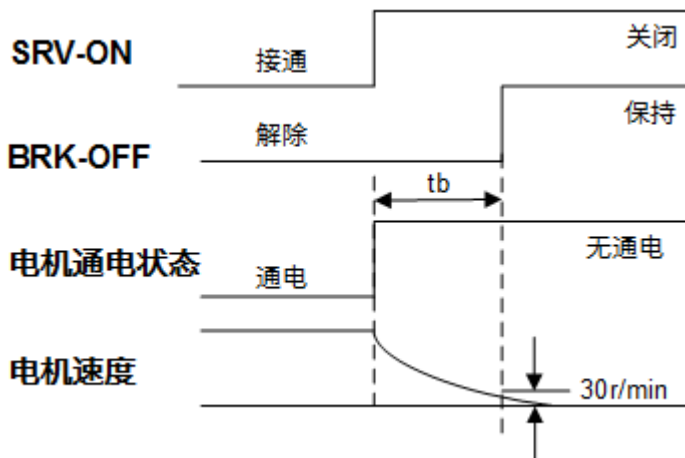 SRV-ON 接通 关闭
BRK-OFF 解除 保持
tb
电机通电状态 通电 无通电
电机速度 30r/min